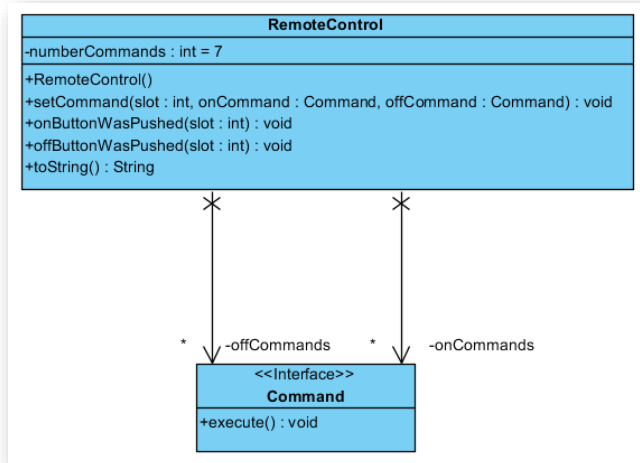 RemoteControl
-numberCommands : int = 7
+RemoteControl()
+setCommand(slot : int, onCommand : Command, offCommand : Command) : void
+onButtonWasPushed(slot : int) : void
+offButtonWasPushed(slot : int) : void
+toString() : String
* -offCommands * -onCommands
<<Interface>>
Command
+execute() : void